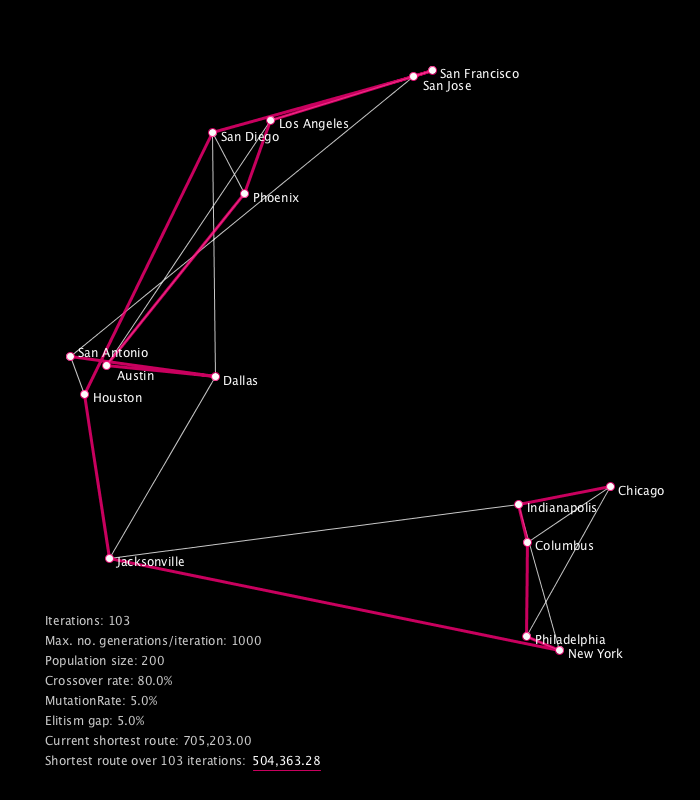 San Francisco
San Jose
Los Angeles
San Diego
Phoenix
San Antonio
Austin
Dallas
Houston
Chicago
Indianapolis
Columbus
Jacksonville
Philadelphia
New York
Iterations: 103
Max. no. generations/iteration: 1000
Population size: 200
Crossover rate: 80.0%
MutationRate: 5.0%
Elitism gap: 5.0%
Current shortest route: 705,203.00
Shortest route over 103 iterations: 504,363.28